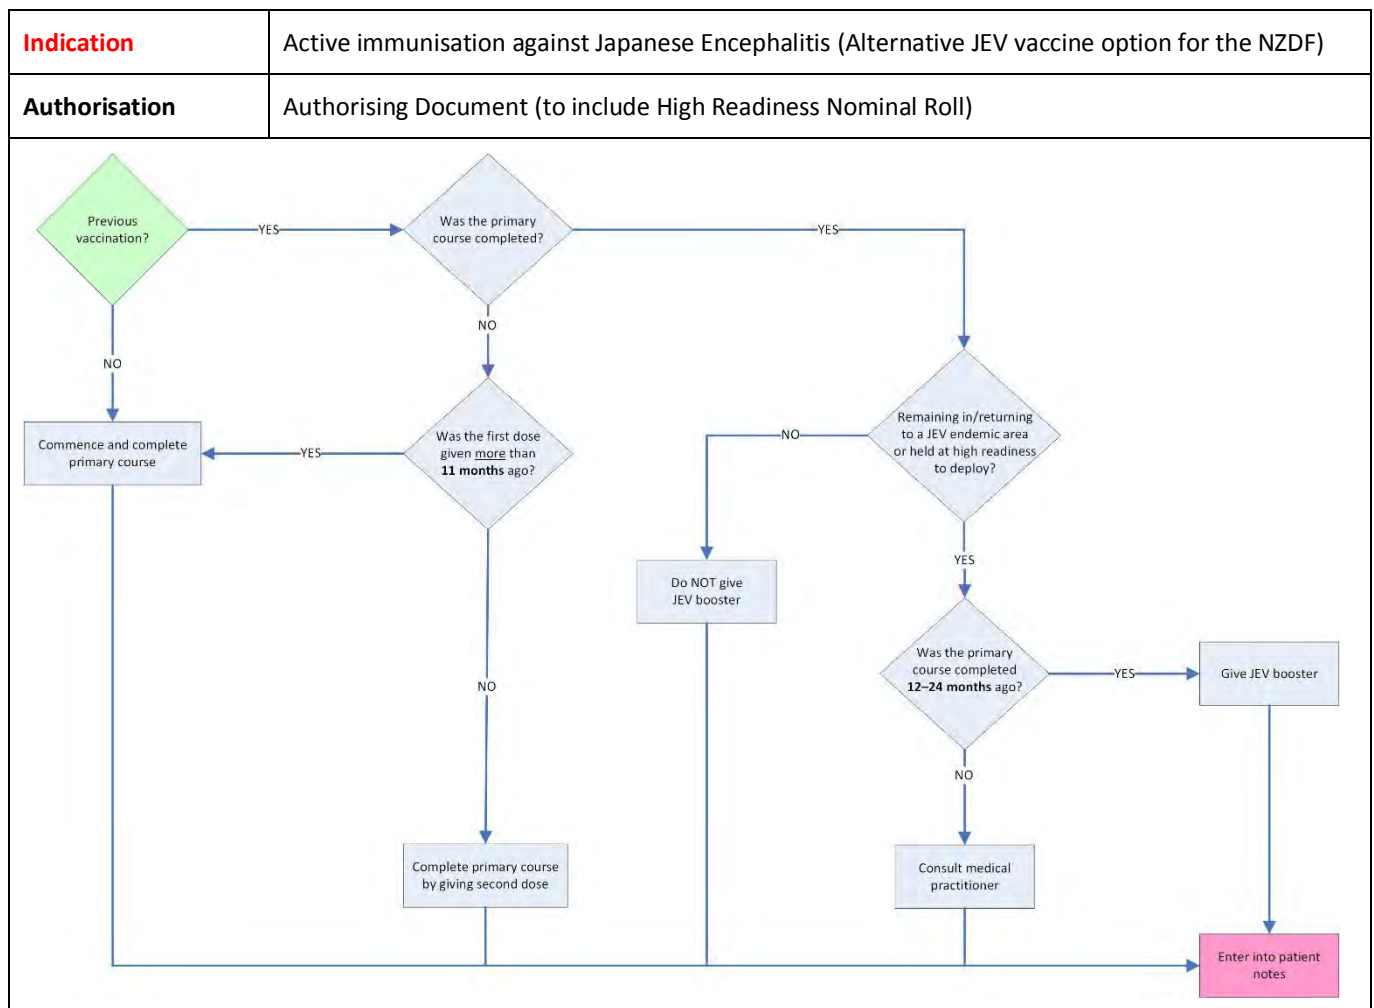 Indication
Active immunisation against Japanese Encephalitis (Alternative JEV vaccine option for the NZDF)
Authorisation
Authorising Document (to include High Readiness Nominal Roll)
Previous
vaccination?
YES
Was the primary
course completed?
YES
NO
NO
Commence and complete
primary course
YES
Was the first dose
given more than
11 months ago?
NO
Remaining in/returning
to a JEV endemic area
or held at high readiness
to deploy?
YES
Do NOT give
JEV booster
Was the primary
course completed
12–24 months ago?
YES
Give JEV booster
NO
NO
Complete primary course
by giving second dose
Consult medical
practitioner
Enter into patient
notes